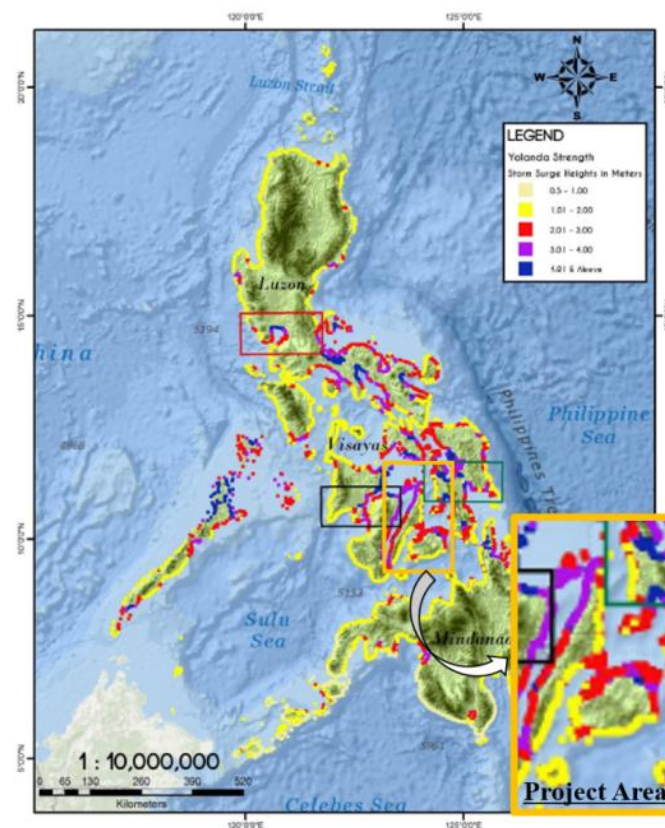 120°0'0"E
125°0'0"E
N
W
E
S
20°0'0"N
Luzon Strait
LEGEND
Yolanda Strength
Storm Surge Heights in Meters
0.5 - 1.00
1.01 - 2.00
2.01 - 3.00
3.01 - 4.00
4.01 & Above
Luzon
15°0'0"N
5194
hina
Philippine
Sea
Visayas
10°0'0"N
Sulu
Sea
Mindanao
5°0'0"N
1 : 10,000,000
0 65 130 260 390 520
Kilometers
Celebes Sea
Project Area
120°0'0"E
125°0'0"E